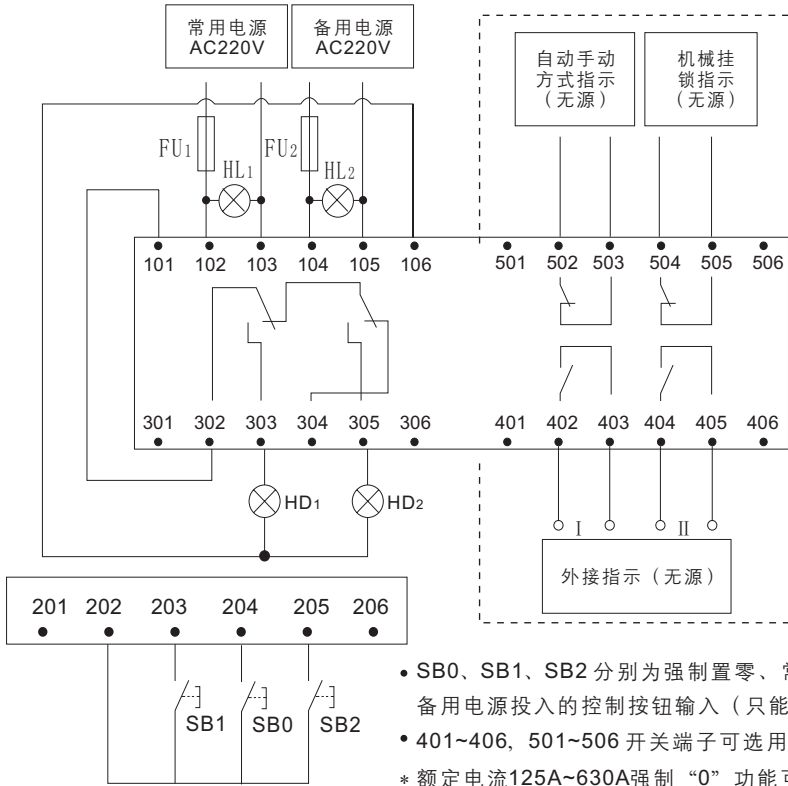 常用电源 备用电源
AC220V AC220V
自动手动 机械挂
方式指示 锁指示
（无源） （无源）
FU1 HL1 FU2 HL2
101 102 103 104 105 106 501 502 503 504 505 506
301 302 303 304 305 306 401 402 403 404 405 406
HD1 HD2
I II
外接指示（无源）
201 202 203 204 205 206
SB1 SB0 SB2
• SB0、SB1、SB2 分别为强制置零、
备用电源投入的控制按钮输入（只能
• 401~406, 501~506 开关端子可选用
* 额定电流125A~630A强制“0”功能可